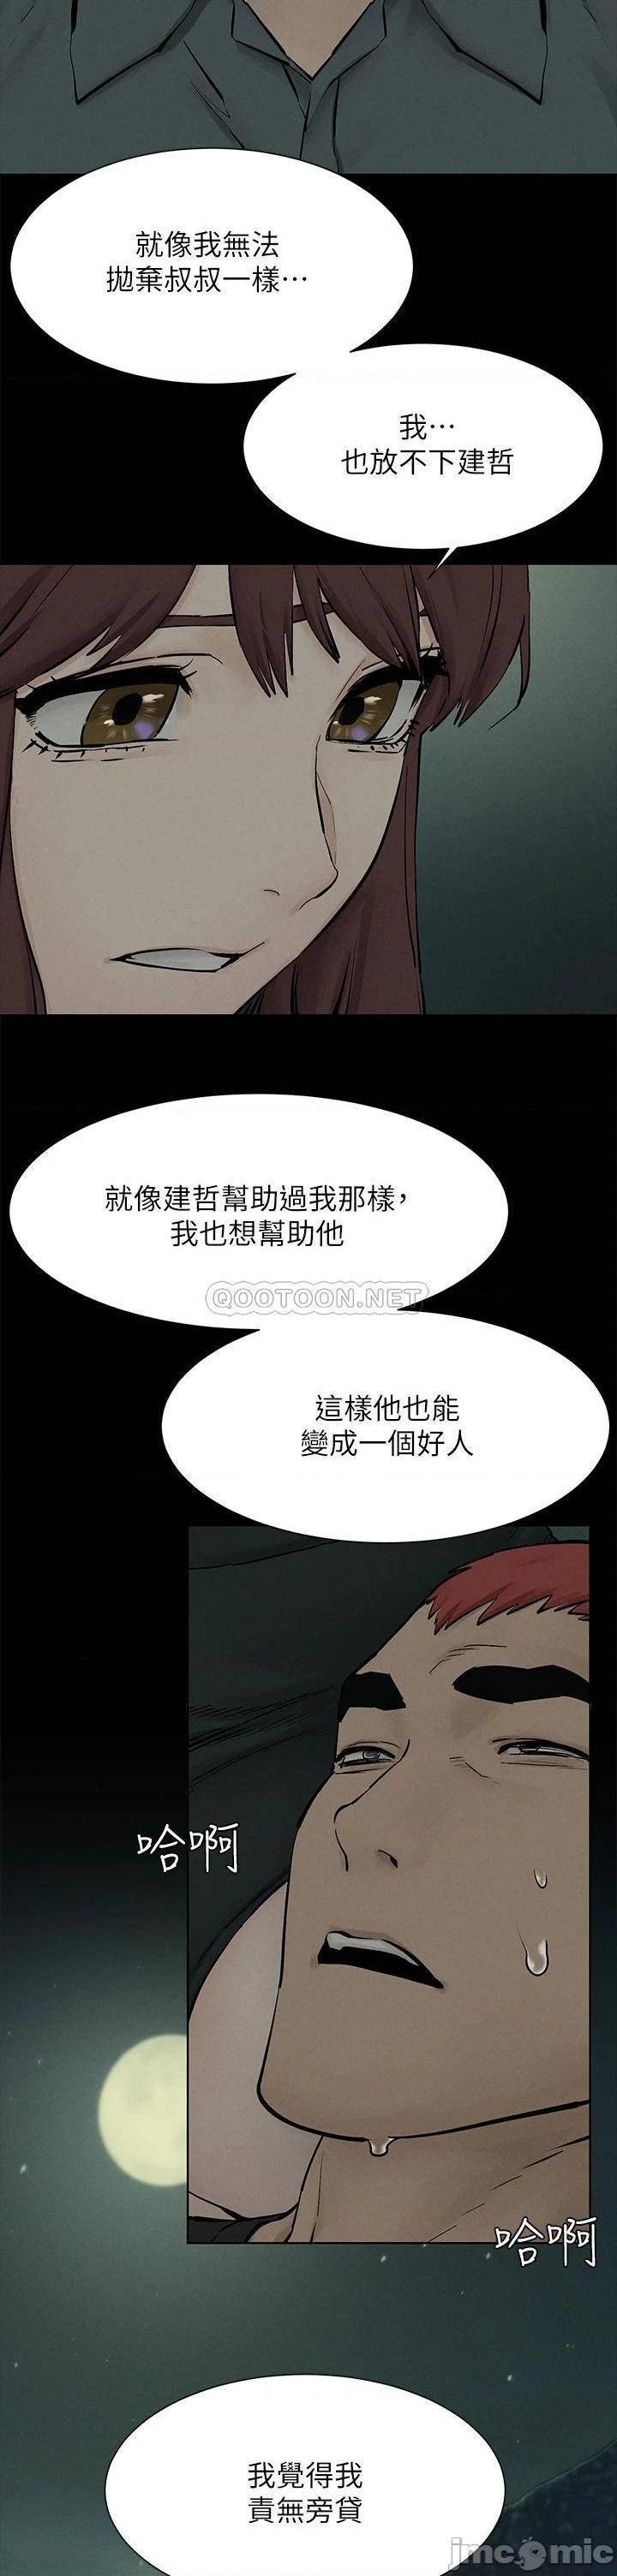 就像我無法
拋棄叔叔一樣⋯
我⋯
也放不下建哲
就像建哲幫助過我那樣，
我也想幫助他
QOOTOON.NET
這樣他也能
變成一個好人
哈啊
哈啊
我覺得我
責無旁貸
jmcomic